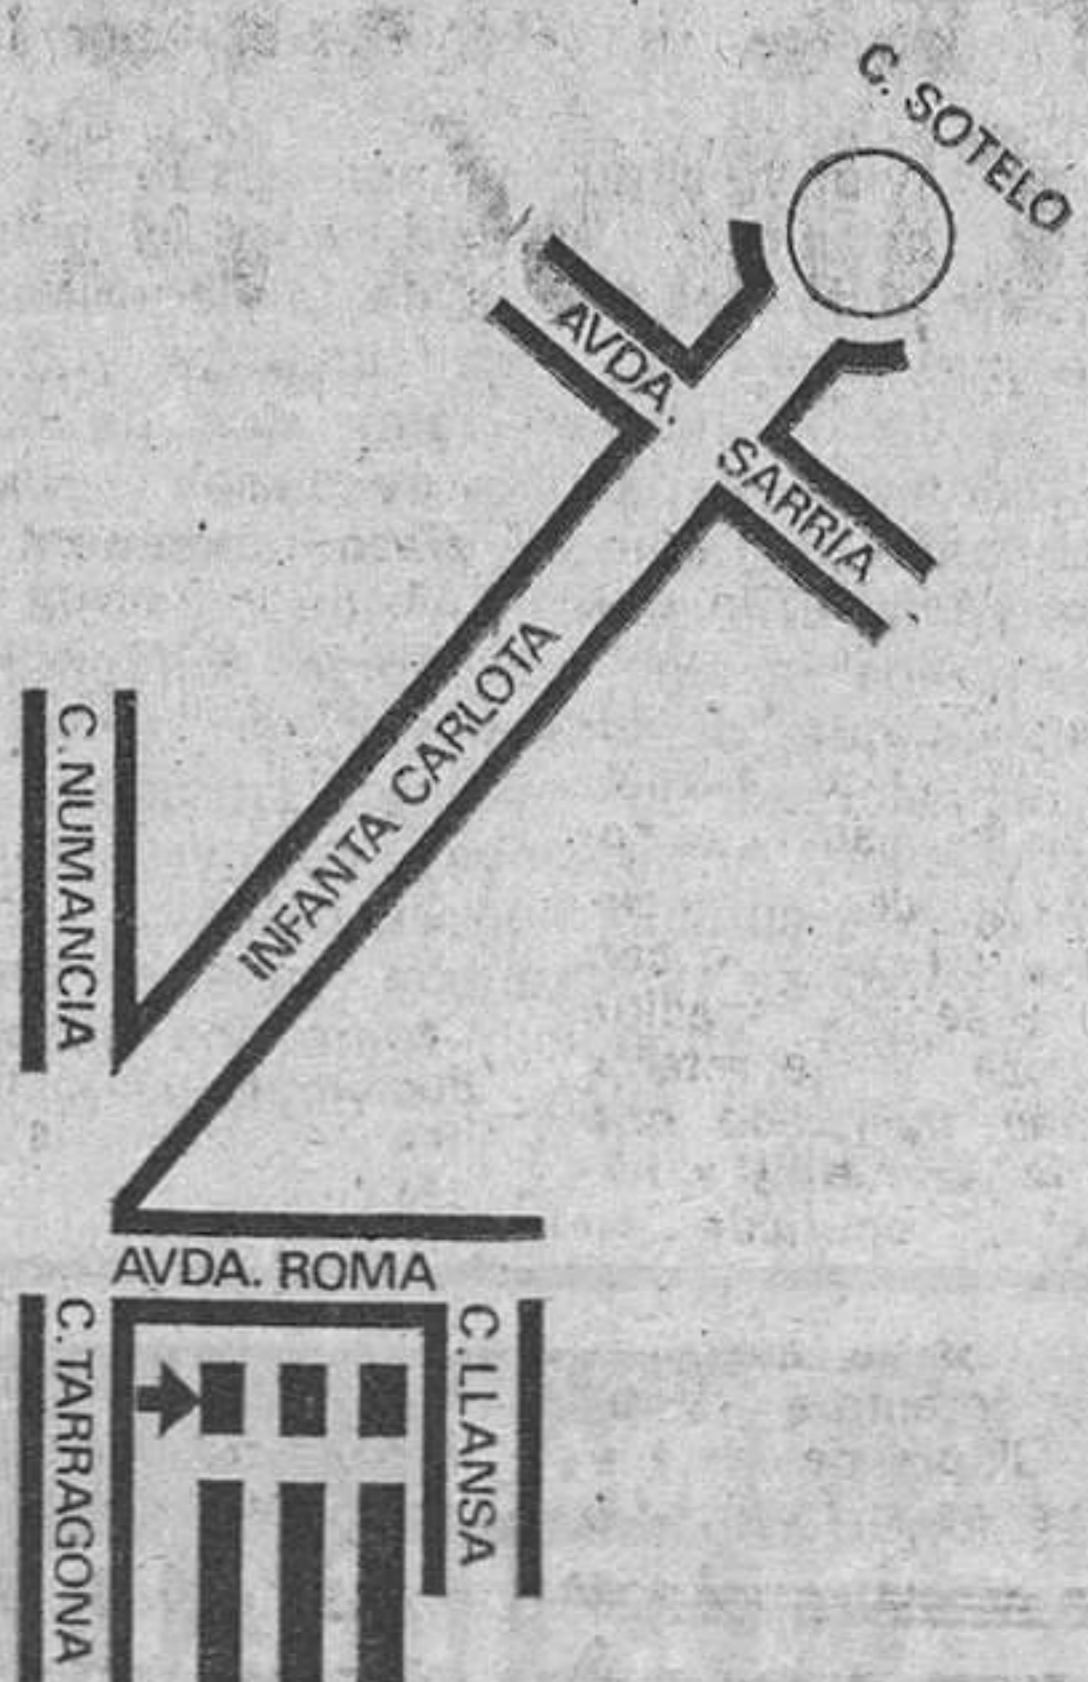 C. SOTELO
AVDA. SARRIA
INFANTA CARLOTA
C. NUMANCIA
AVDA. ROMA
C. TARRAGONA
C. LLANSA